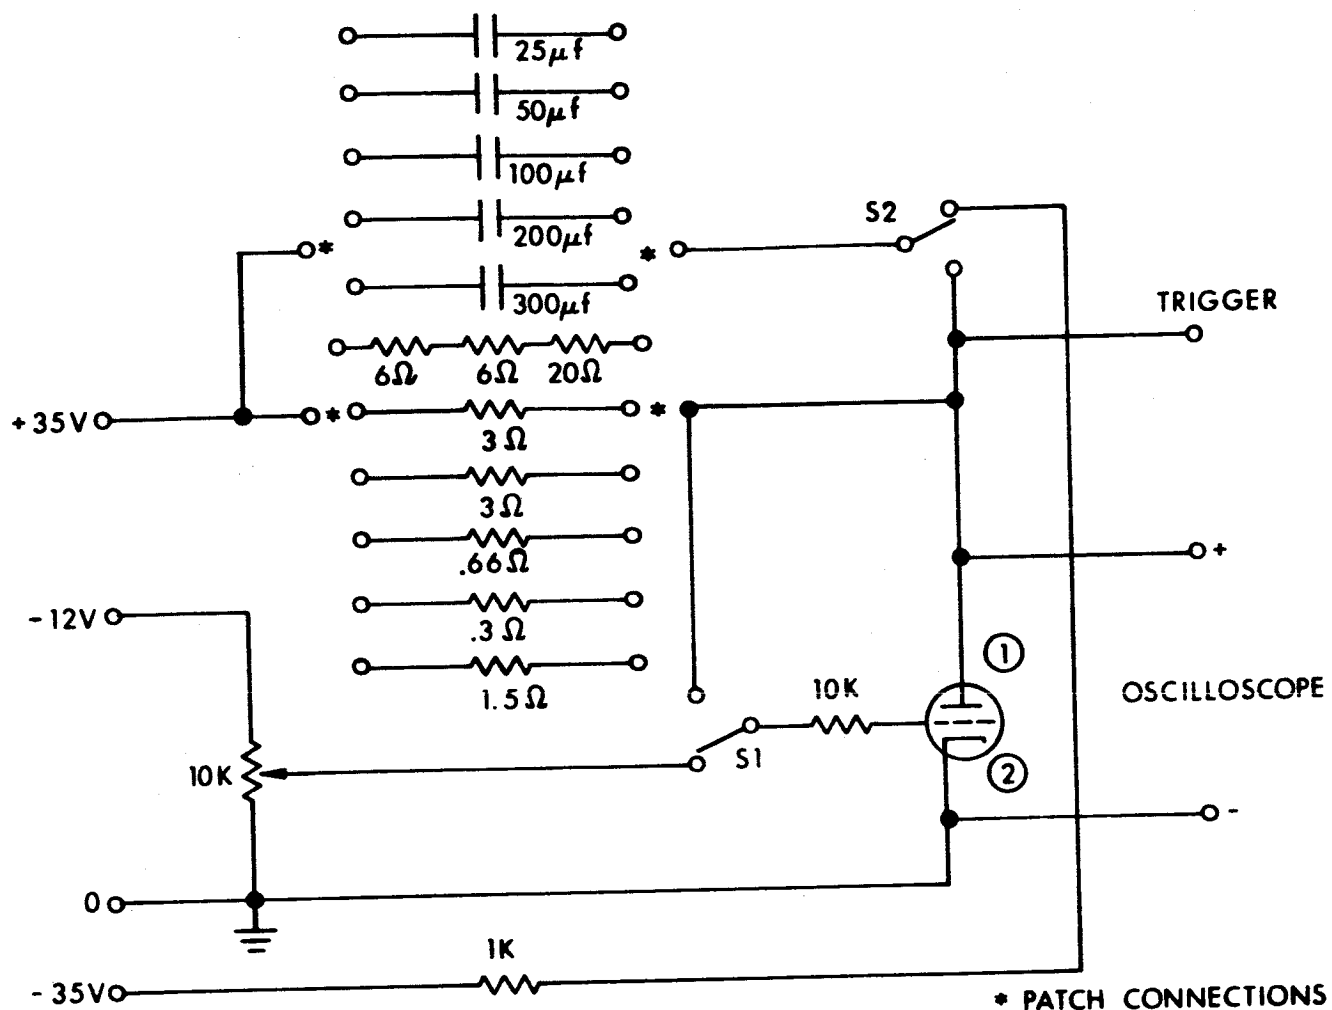 25μf
50μf
100μf
200μf
300μf
S2
*
*
TRIGGER
6Ω 6Ω 20Ω
+35V
*
*
3Ω
3Ω
.66Ω
+
-12V
.3Ω
1
1.5Ω
10K
OSCILLOSCOPE
S1
10K
2
-
0
1K
-35V
* PATCH CONNECTIONS